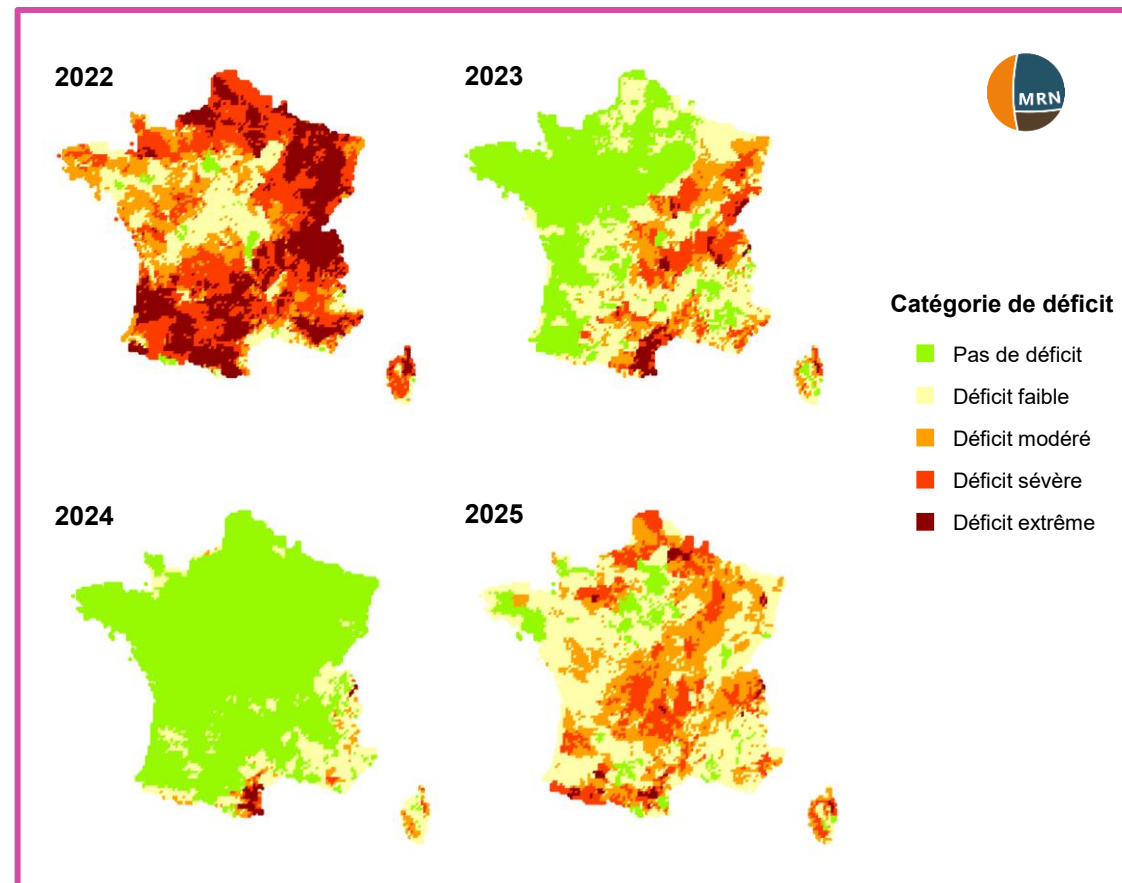 2022
2023
MRN
Catégorie de déficit
Pas de déficit
Déficit faible
Déficit modéré
Déficit sévère
Déficit extrême
2024
2025